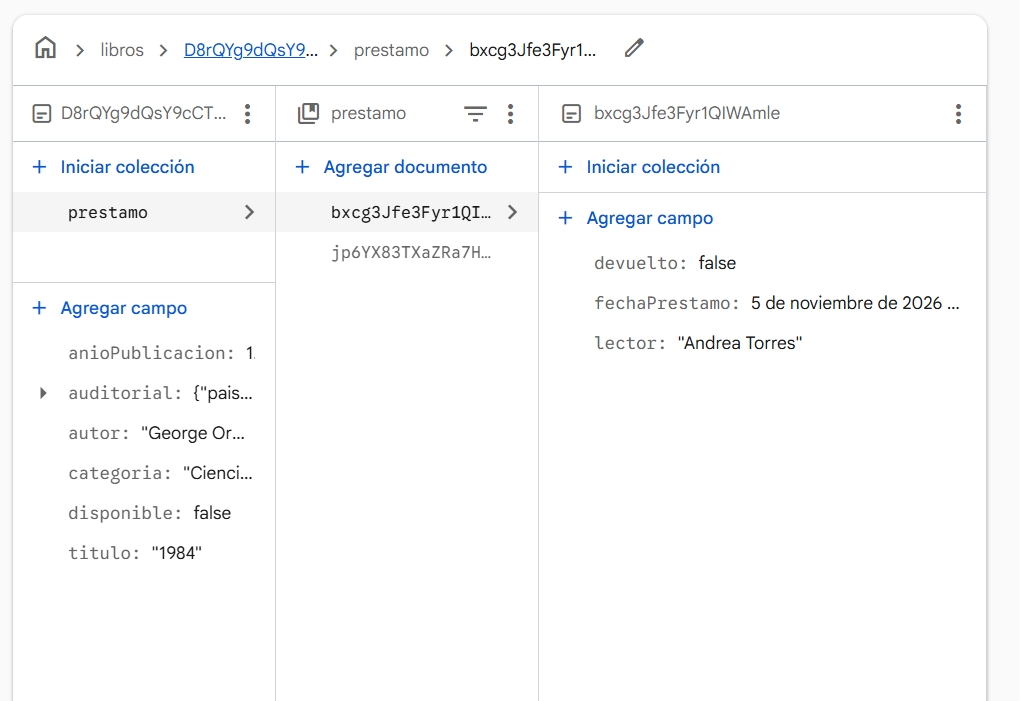 libros D8rQYg9dQsY9... prestamo bxcg3Jfe3Fyr1...
D8rQYg9dQsY9cCT...
Iniciar colección
prestamo
Agregar campo
anioPublicacion: 1
auditorial: {"pais...
autor: "George Or...
categoria: "Cienci...
disponible: false
titulo: "1984"
prestamo
Agregar documento
bxcg3Jfe3Fyr1QI...
jp6YX83TXaZRa7H...
bxcg3Jfe3Fyr1QIWAmle
Iniciar colección
Agregar campo
devuelto: false
fechaPrestamo: 5 de noviembre de 2026 ...
lector: "Andrea Torres"